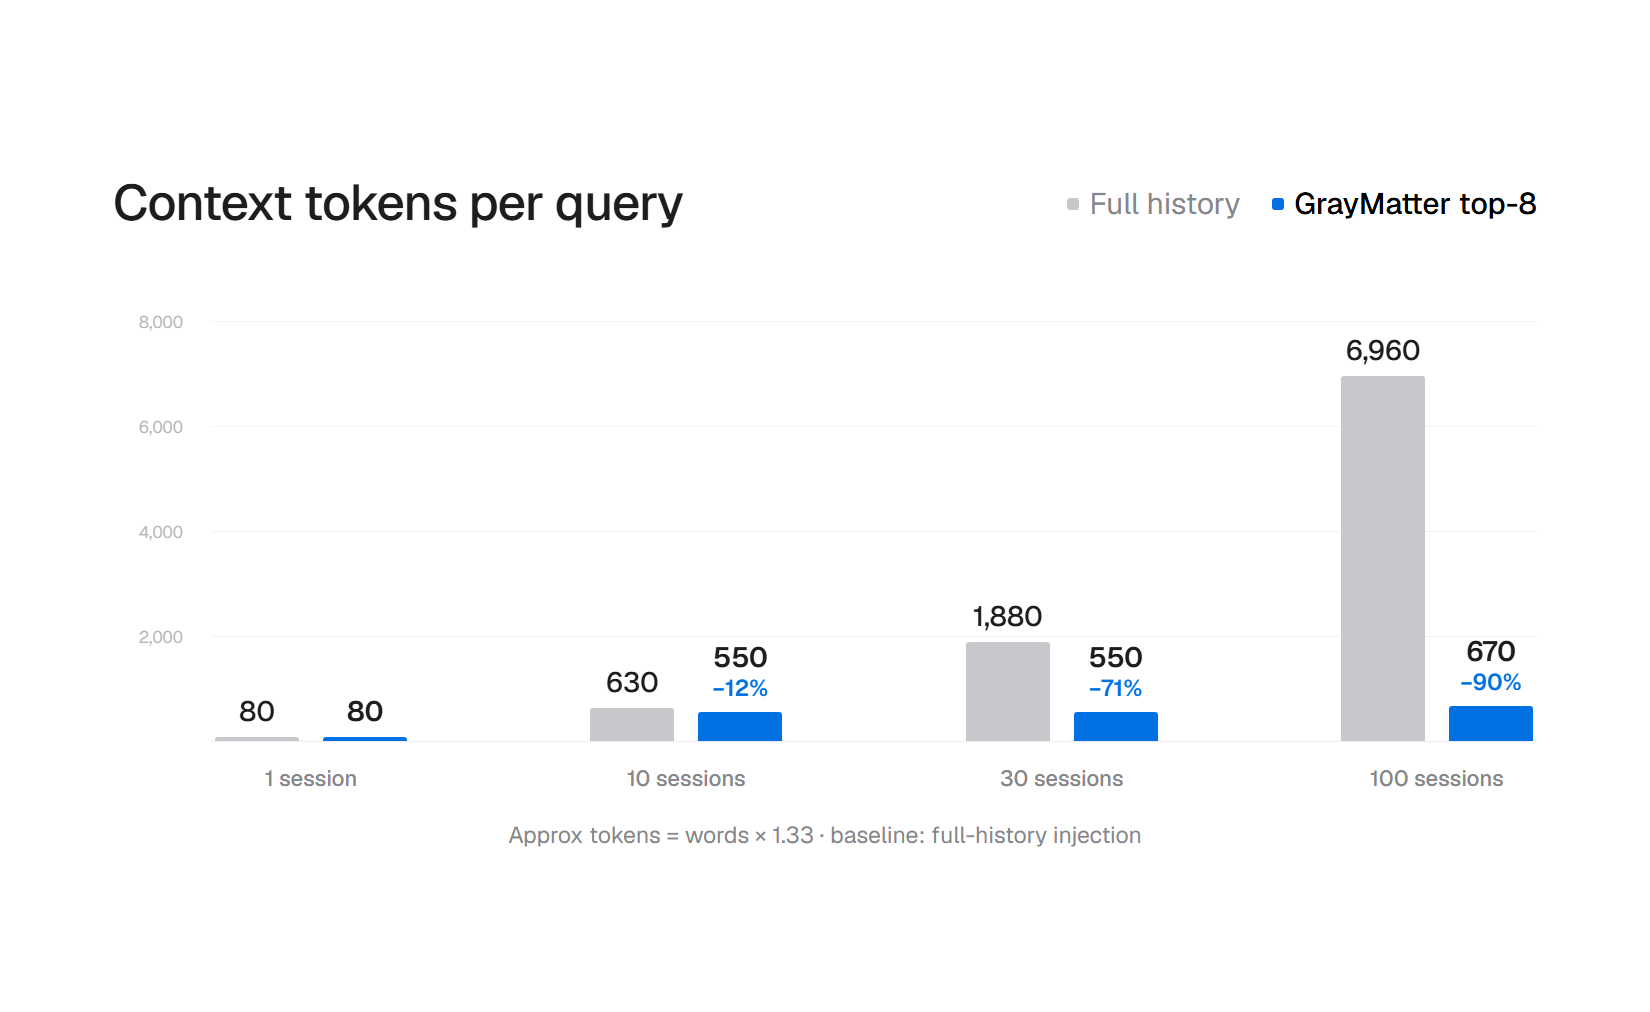 Context tokens per query
Full history
GrayMatter top-8
8,000
6,000
4,000
2,000
80
80
630
550
−12%
1,880
550
−71%
6,960
670
−90%
1 session
10 sessions
30 sessions
100 sessions
Approx tokens = words × 1.33 · baseline: full-history injection